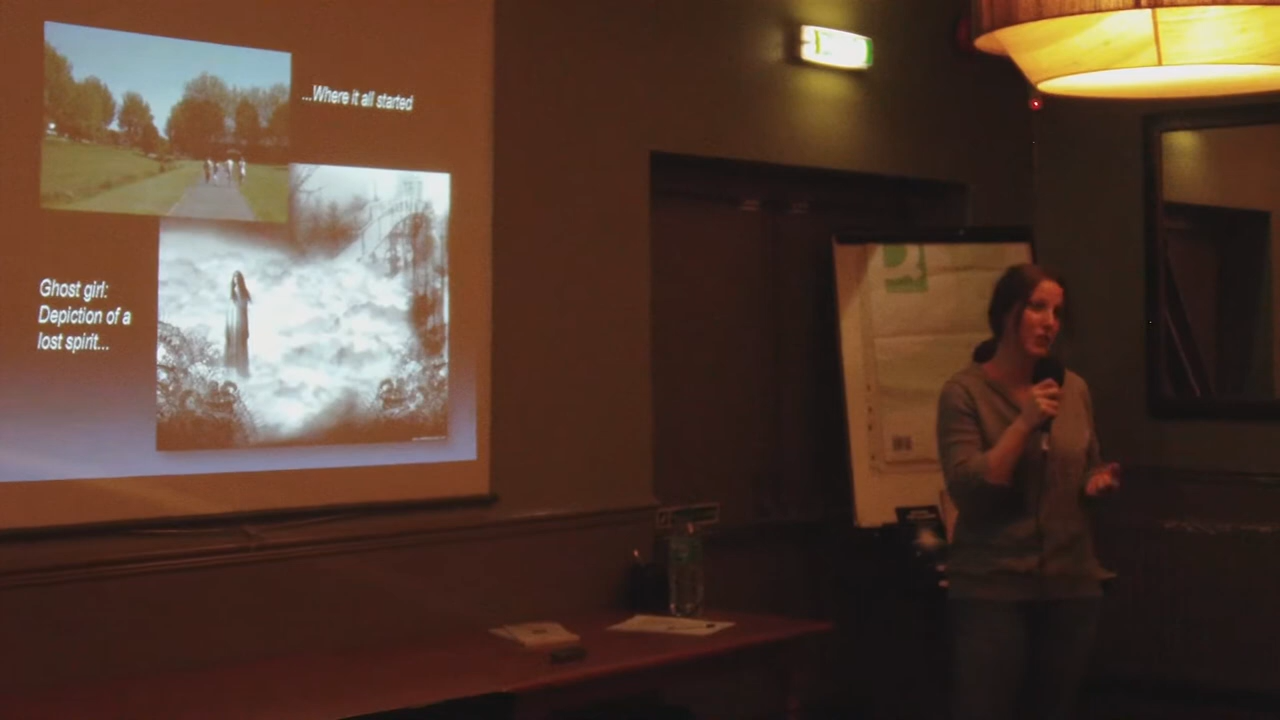 ...Where it all started
Ghost girl:
Depiction of a
lost spirit...